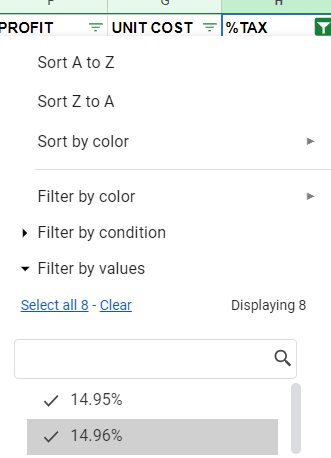 F G H
PROFIT UNIT COST %TAX
Sort A to Z
Sort Z to A
Sort by color
Filter by color
Filter by condition
Filter by values
Select all 8 - Clear Displaying 8
14.95%
14.96%